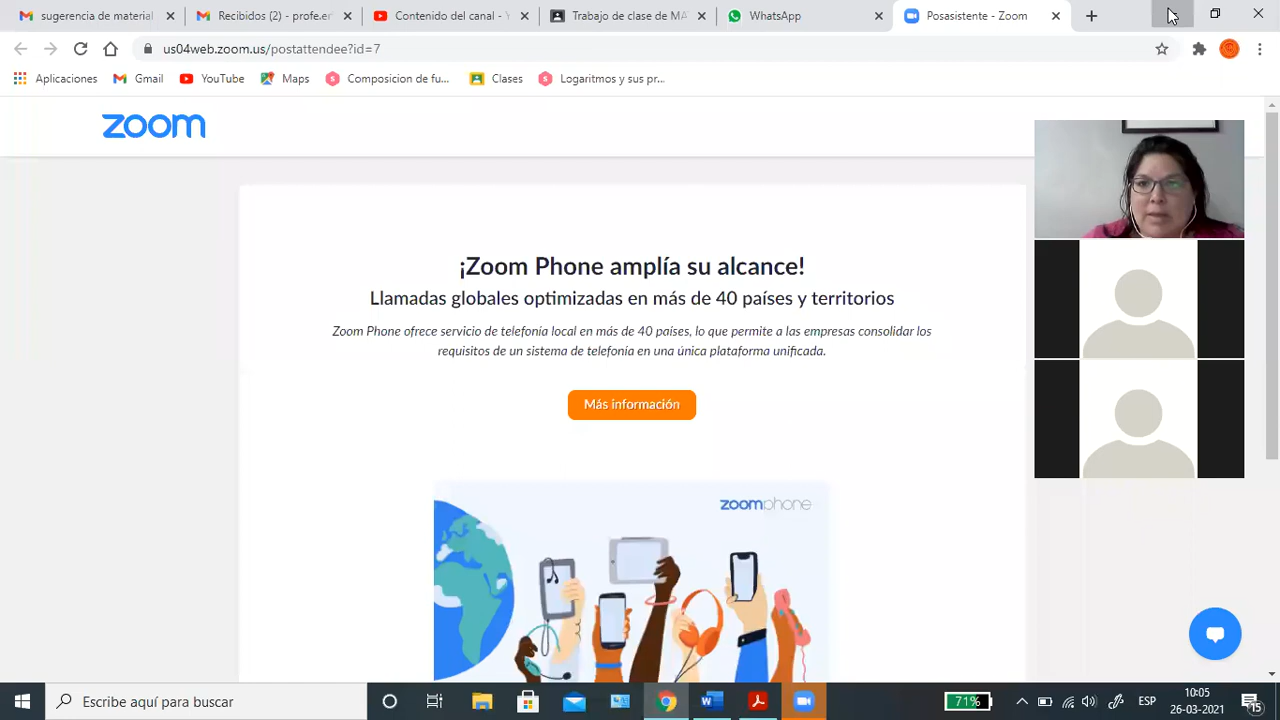 sugerencia de material
Recibidos (2) - profe.er
Contenido del canal - Y
Trabajo de clase de MA
WhatsApp
Posasistente - Zoom
us04web.zoom.us/postattendee?id=7
Aplicaciones
Gmail
YouTube
Maps
Composicion de fu...
Clases
Logaritmos y sus pr...
zoom
¡Zoom Phone amplía su alcance!
Llamadas globales optimizadas en más de 40 países y territorios
Zoom Phone ofrece servicio de telefonía local en más de 40 países, lo que permite a las empresas consolidar los
requisitos de un sistema de telefonía en una única plataforma unificada.
Más información
zoomphone
Escribe aquí para buscar
71%
ESP
10:05
26-03-2021
15